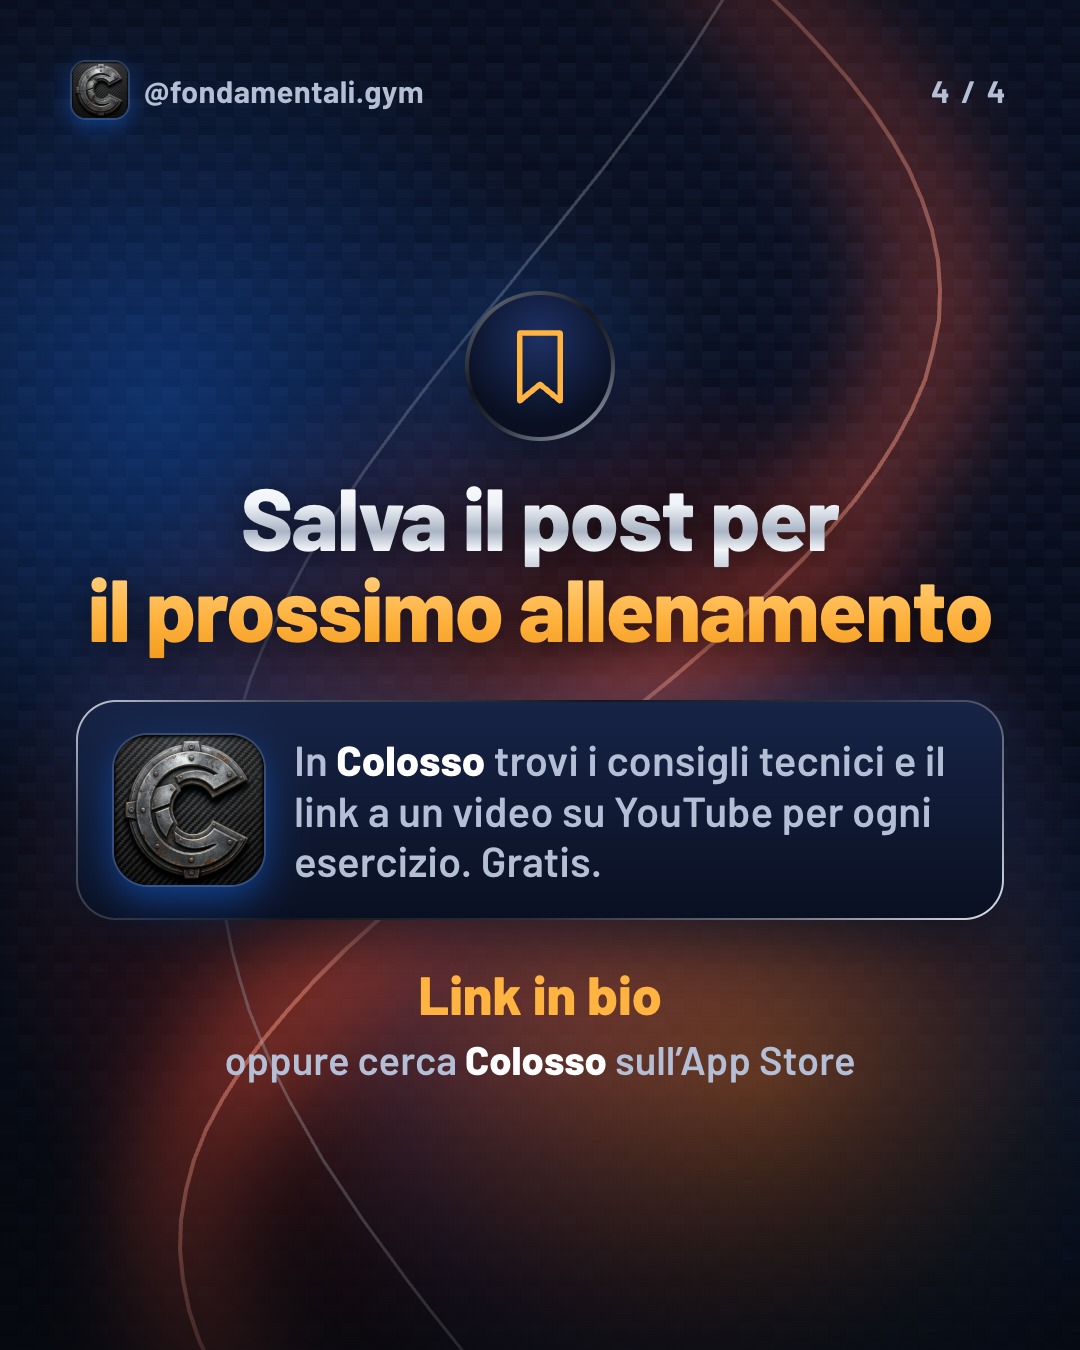 @fondamentali.gym
4 / 4
Salva il post per
il prossimo allenamento
In Colosso trovi i consigli tecnici e il
link a un video su YouTube per ogni
esercizio. Gratis.
Link in bio
oppure cerca Colosso sull’App Store